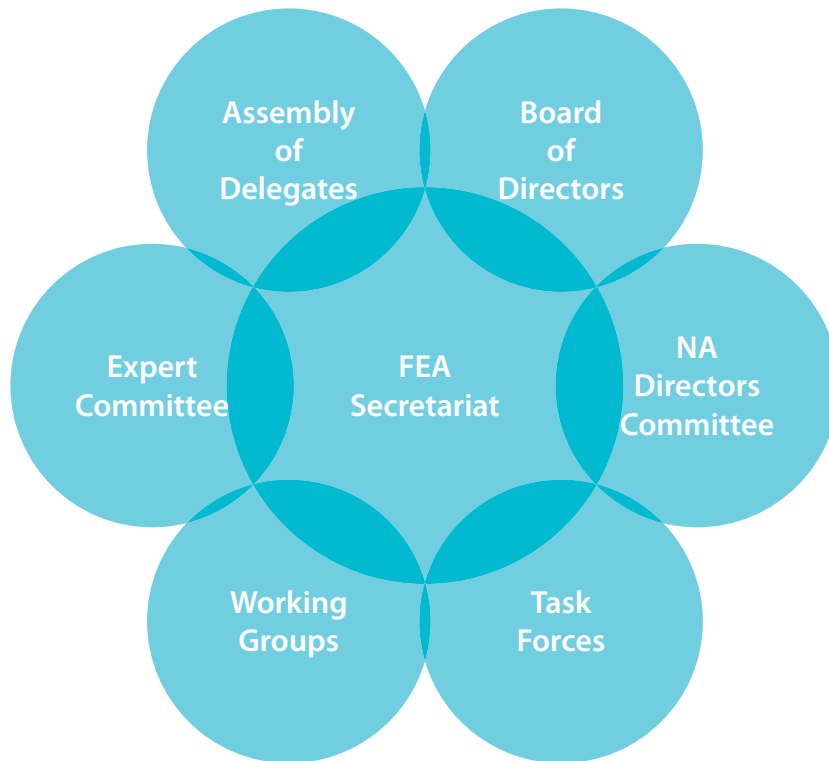 Assembly
of
Delegates
Board
of
Directors
Expert
Committee
FEA
Secretariat
NA
Directors
Committee
Working
Groups
Task
Forces